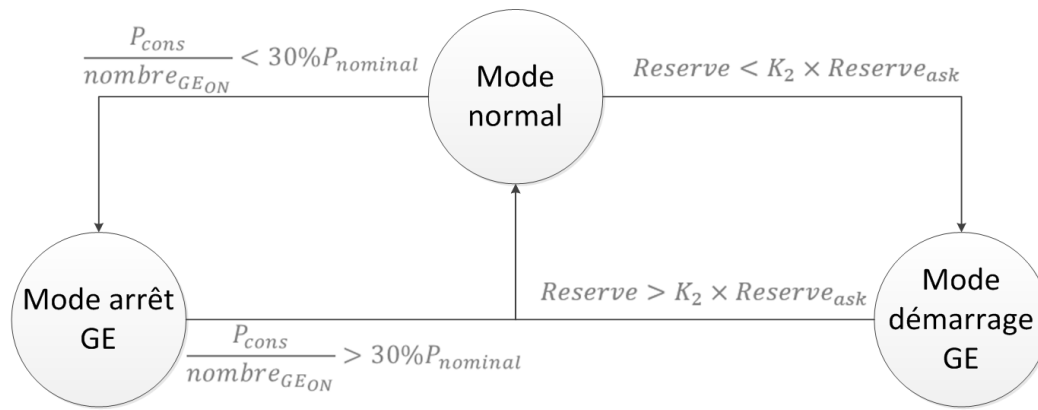 P_cons / nombre_GE_ON < 30%P_nominal
Mode
normal
Reserve < K_2 × Reserve_ask
Mode arrêt
GE
P_cons / nombre_GE_ON > 30%P_nominal
Reserve > K_2 × Reserve_ask
Mode
démarrage
GE